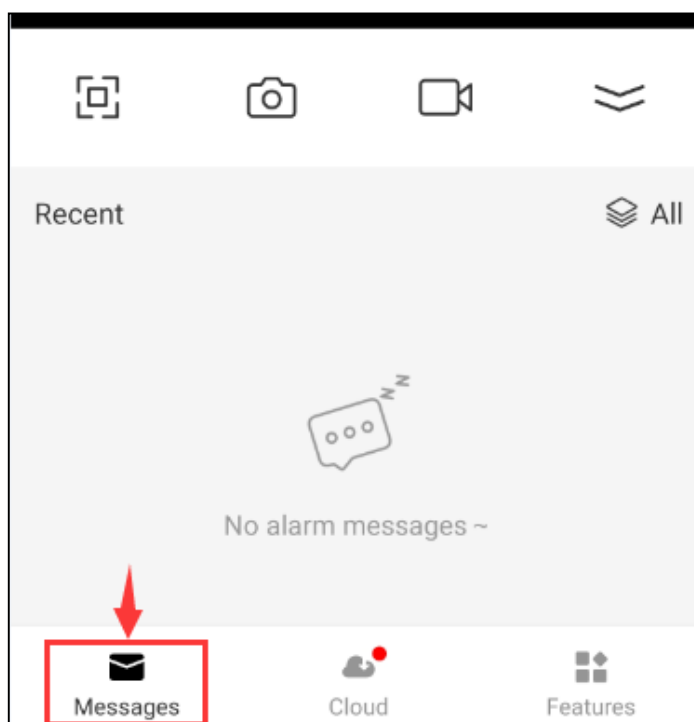 Recent
All
No alarm messages ~
Messages
Cloud
Features